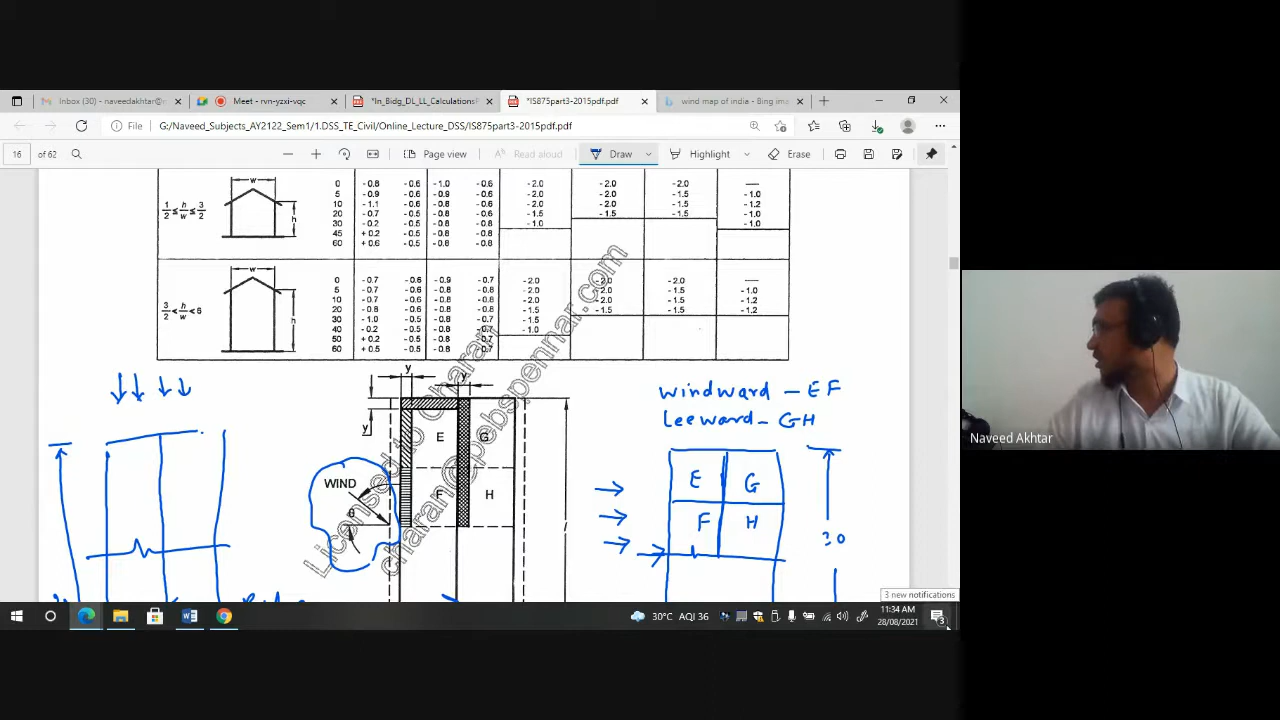 Inbox (30) - naveedakhtar@r
Meet - rvn-yzxi-vqc
*In_Bidg_DL_LL_Calculations
*IS875part3-2015pdf.pdf
wind map of india - Bing ima
File
G:/Naveed_Subjects_AY2122_Sem1/1.DSS_TE_Civil/Online_Lecture_DSS/IS875part3-2015pdf.pdf
16 of 62
Page view
Read aloud
Draw
Highlight
Erase
w
1/2 ≤ h/w ≤ 3/2
h
0 - 0.8 - 0.6 - 1.0 - 0.6 - 2.0 - 2.0 - 2.0 —
5 - 0.9 - 0.6 - 0.9 - 0.6 - 2.0 - 2.0 - 1.5 - 1.0
10 - 1.1 - 0.6 - 0.8 - 0.6 - 2.0 - 2.0 - 1.5 - 1.2
20 - 0.7 - 0.5 - 0.8 - 0.6 - 1.5 - 1.5 - 1.5 - 1.0
30 - 0.2 - 0.5 - 0.8 - 0.8 - 1.0 - 1.0
45 + 0.2 - 0.5 - 0.8 - 0.8
60 + 0.6 - 0.5 - 0.8 - 0.8
w
3/2 < h/w < 6
h
0 - 0.7 - 0.6 - 0.9 - 0.7 - 2.0 - 2.0 - 2.0 —
5 - 0.7 - 0.6 - 0.8 - 0.8 - 2.0 - 2.0 - 1.5 - 1.0
10 - 0.7 - 0.6 - 0.8 - 0.8 - 2.0 - 2.0 - 1.5 - 1.2
20 - 0.8 - 0.6 - 0.8 - 0.8 - 1.5 - 1.5 - 1.5 - 1.2
30 - 1.0 - 0.5 - 0.8 - 0.7 - 1.5
40 - 0.2 - 0.5 - 0.8 - 0.7 - 1.0
50 + 0.2 - 0.5 - 0.8 - 0.7
60 + 0.5 - 0.5 - 0.8 - 0.7
Licensed to Charan
charan@pebspennar.com
y
y
y
E
G
WIND
θ
F
H
windward - EF
Leeward - GH
E
G
F
H
30
Naveed Akhtar
3 new notifications
30°C AQI 36
11:34 AM
28/08/2021
3